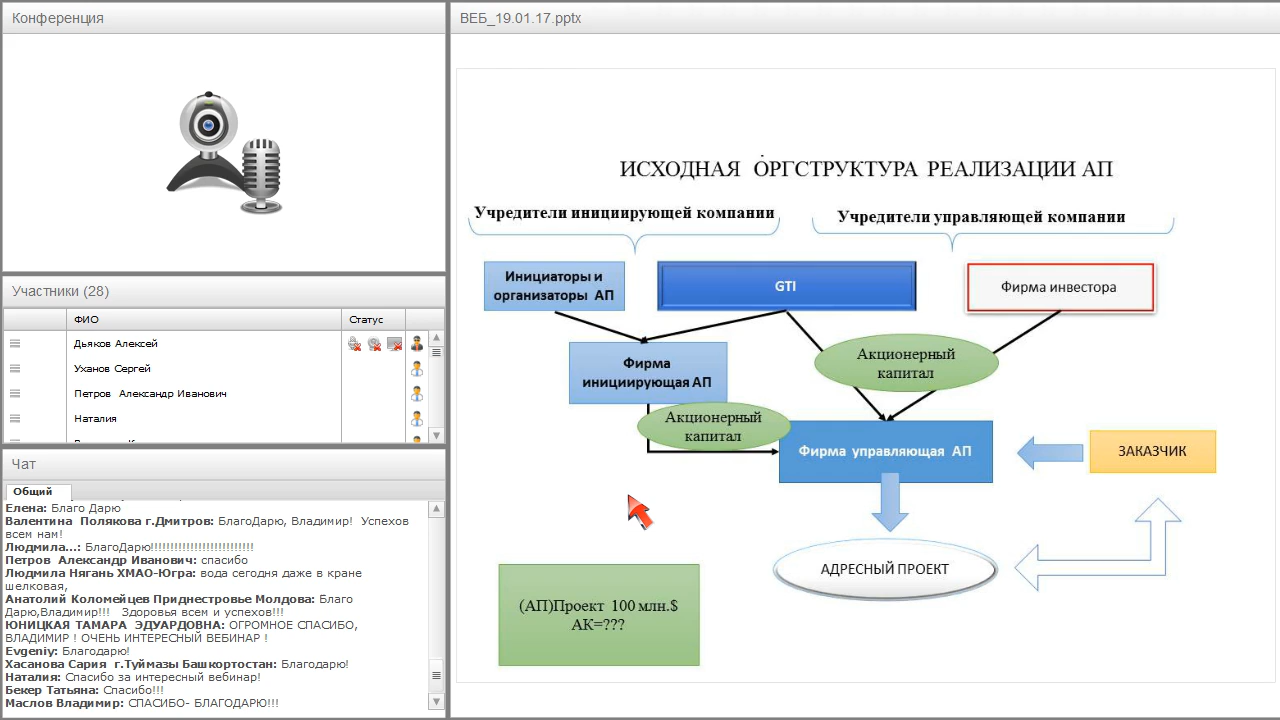 Конференция
Участники (28)
ФИО
Статус
Дьяков Алексей
Уханов Сергей
Петров Александр Иванович
Наталия
Чат
Общий
Елена: Благо Дарю
Валентина Полякова г.Дмитров: БлагоДарю, Владимир! Успехов
всем нам!
Людмила...: БлагоДарю!!!!!!!!!!!!!!!!!!!!!!!!!!
Петров Александр Иванович: спасибо
Людмила Нягань ХМАО-Югра: вода сегодня даже в кране
шелковая,
Анатолий Коломейцев Приднестровье Молдова: Благо
Дарю,Владимир!!! Здоровья всем и успехов!!!
ЮНИЦКАЯ ТАМАРА ЭДУАРДОВНА: ОГРОМНОЕ СПАСИБО,
ВЛАДИМИР ! ОЧЕНЬ ИНТЕРЕСНЫЙ ВЕБИНАР !
Evgeniy: Благодарю!
Хасанова Сария г.Туймазы Башкортостан: Благодарю!
Наталия: Спасибо за интересный вебинар!
Бекер Татьяна: Спасибо!!!
Маслов Владимир: СПАСИБО- БЛАГОДАРЮ!!!
ВЕБ_19.01.17.pptx
ИСХОДНАЯ ОРГСТРУКТУРА РЕАЛИЗАЦИИ АП
Учредители инициирующей компании
Учредители управляющей компании
Инициаторы и
организаторы АП
GTI
Фирма инвестора
Фирма
инициирующая АП
Акционерный
капитал
Акционерный
капитал
Фирма управляющая АП
ЗАКАЗЧИК
АДРЕСНЫЙ ПРОЕКТ
(АП)Проект 100 млн.$
АК=???